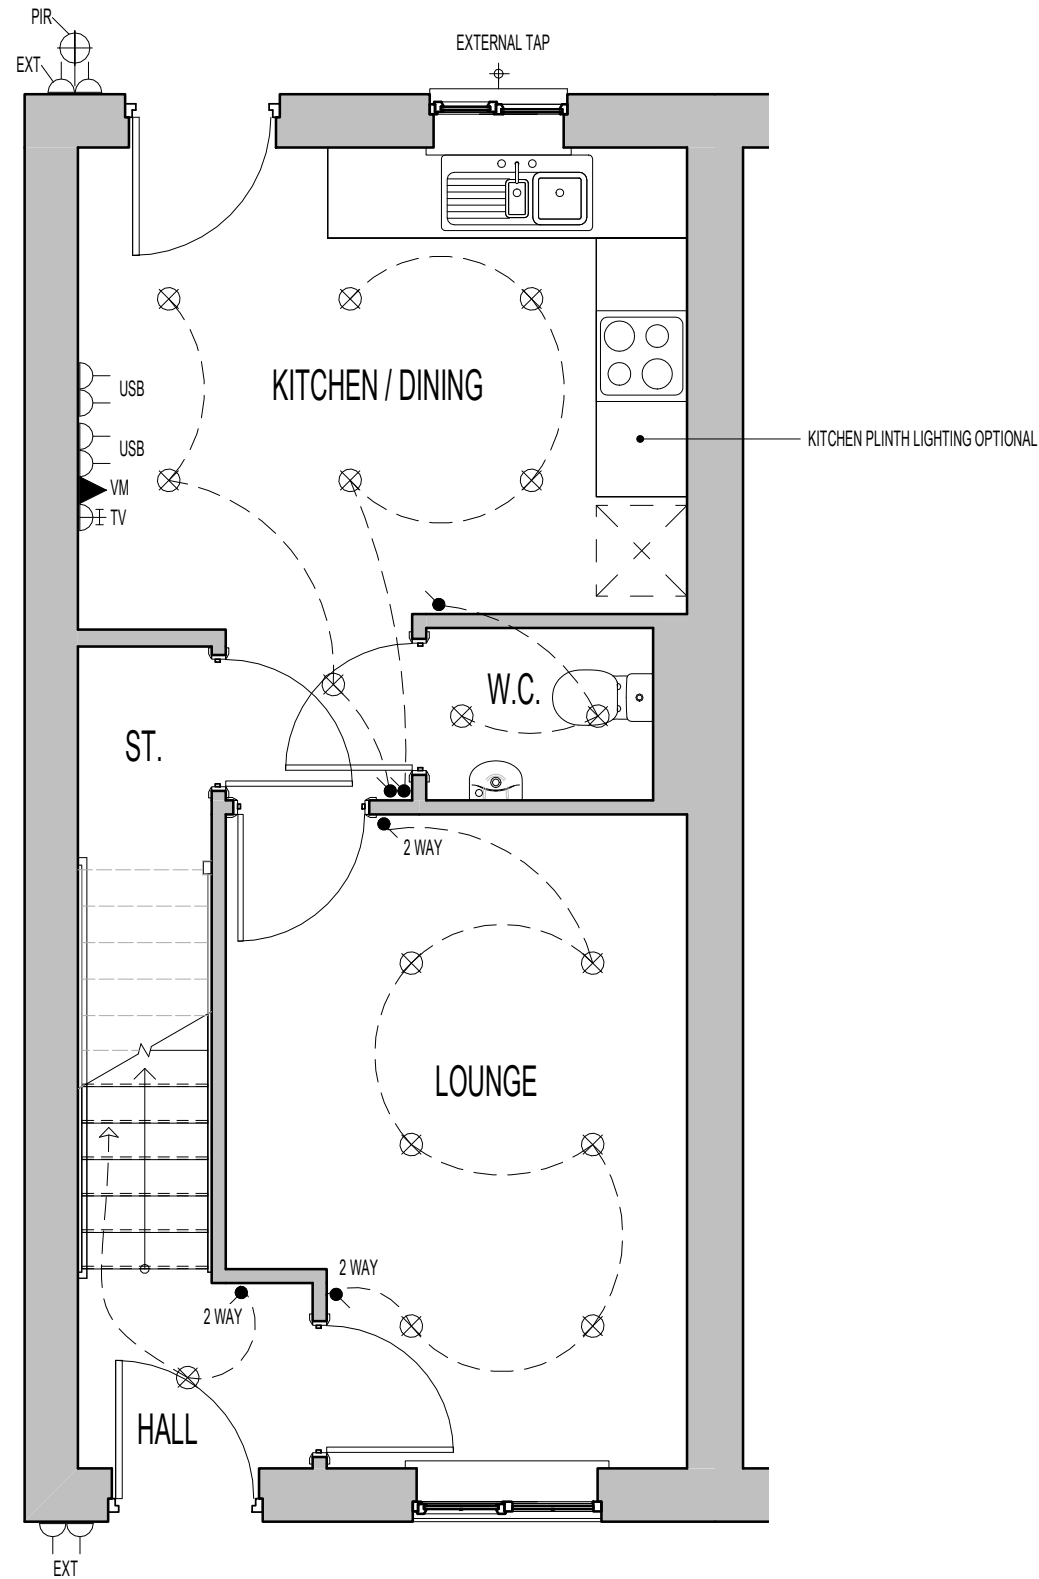 PIR
EXT
EXTERNAL TAP
USB
KITCHEN / DINING
USB
KITCHEN PLINTH LIGHTING OPTIONAL
VM
TV
W.C.
ST.
2 WAY
LOUNGE
2 WAY
2 WAY
HALL
EXT